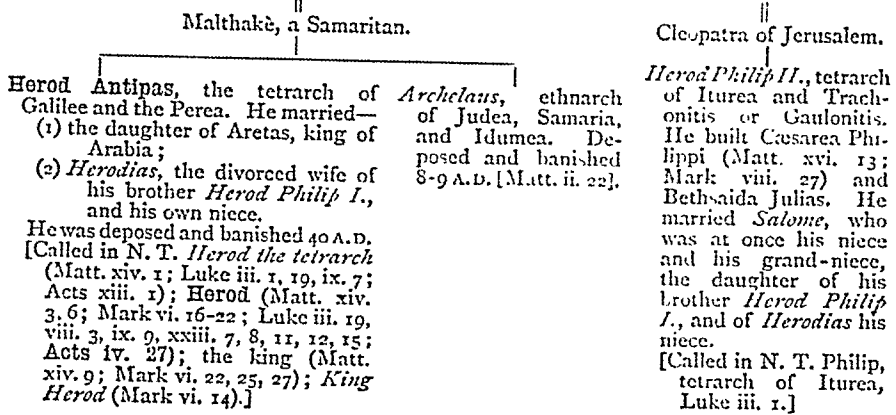 Malthakè, a Samaritan.
Herod Antipas, the tetrarch of
Galilee and the Perea. He married—
(1) the daughter of Aretas, king of
Arabia;
(2) Herodias, the divorced wife of
his brother Herod Philip I.,
and his own niece.
He was deposed and banished 40 A.D.
[Called in N. T. Herod the tetrarch
(Matt. xiv. 1; Luke iii. 1, 19, ix. 7;
Acts xiii. 1); Herod (Matt. xiv.
3, 6; Mark vi. 16-22; Luke iii. 19,
viii. 3, ix. 9, xxiii. 7, 8, 11, 12, 15;
Acts iv. 27); the king (Matt.
xiv. 9; Mark vi. 22, 25, 27); King
Herod (Mark vi. 14).]
Archelaus, ethnarch
of Judea, Samaria,
and Idumea. De-
posed and banished
8-9 A.D. [Matt. ii. 22].
Cleopatra of Jerusalem.
Herod Philip II., tetrarch
of Iturea and Trach-
onitis or Gaulonitis.
He built Cæsarea Phi-
lippi (Matt. xvi. 13;
Mark viii. 27) and
Bethsaida Julias. He
married Salome, who
was at once his niece
and his grand-niece,
the daughter of his
brother Herod Philip
I., and of Herodias his
niece.
[Called in N. T. Philip,
tetrarch of Iturea,
Luke iii. 1.]